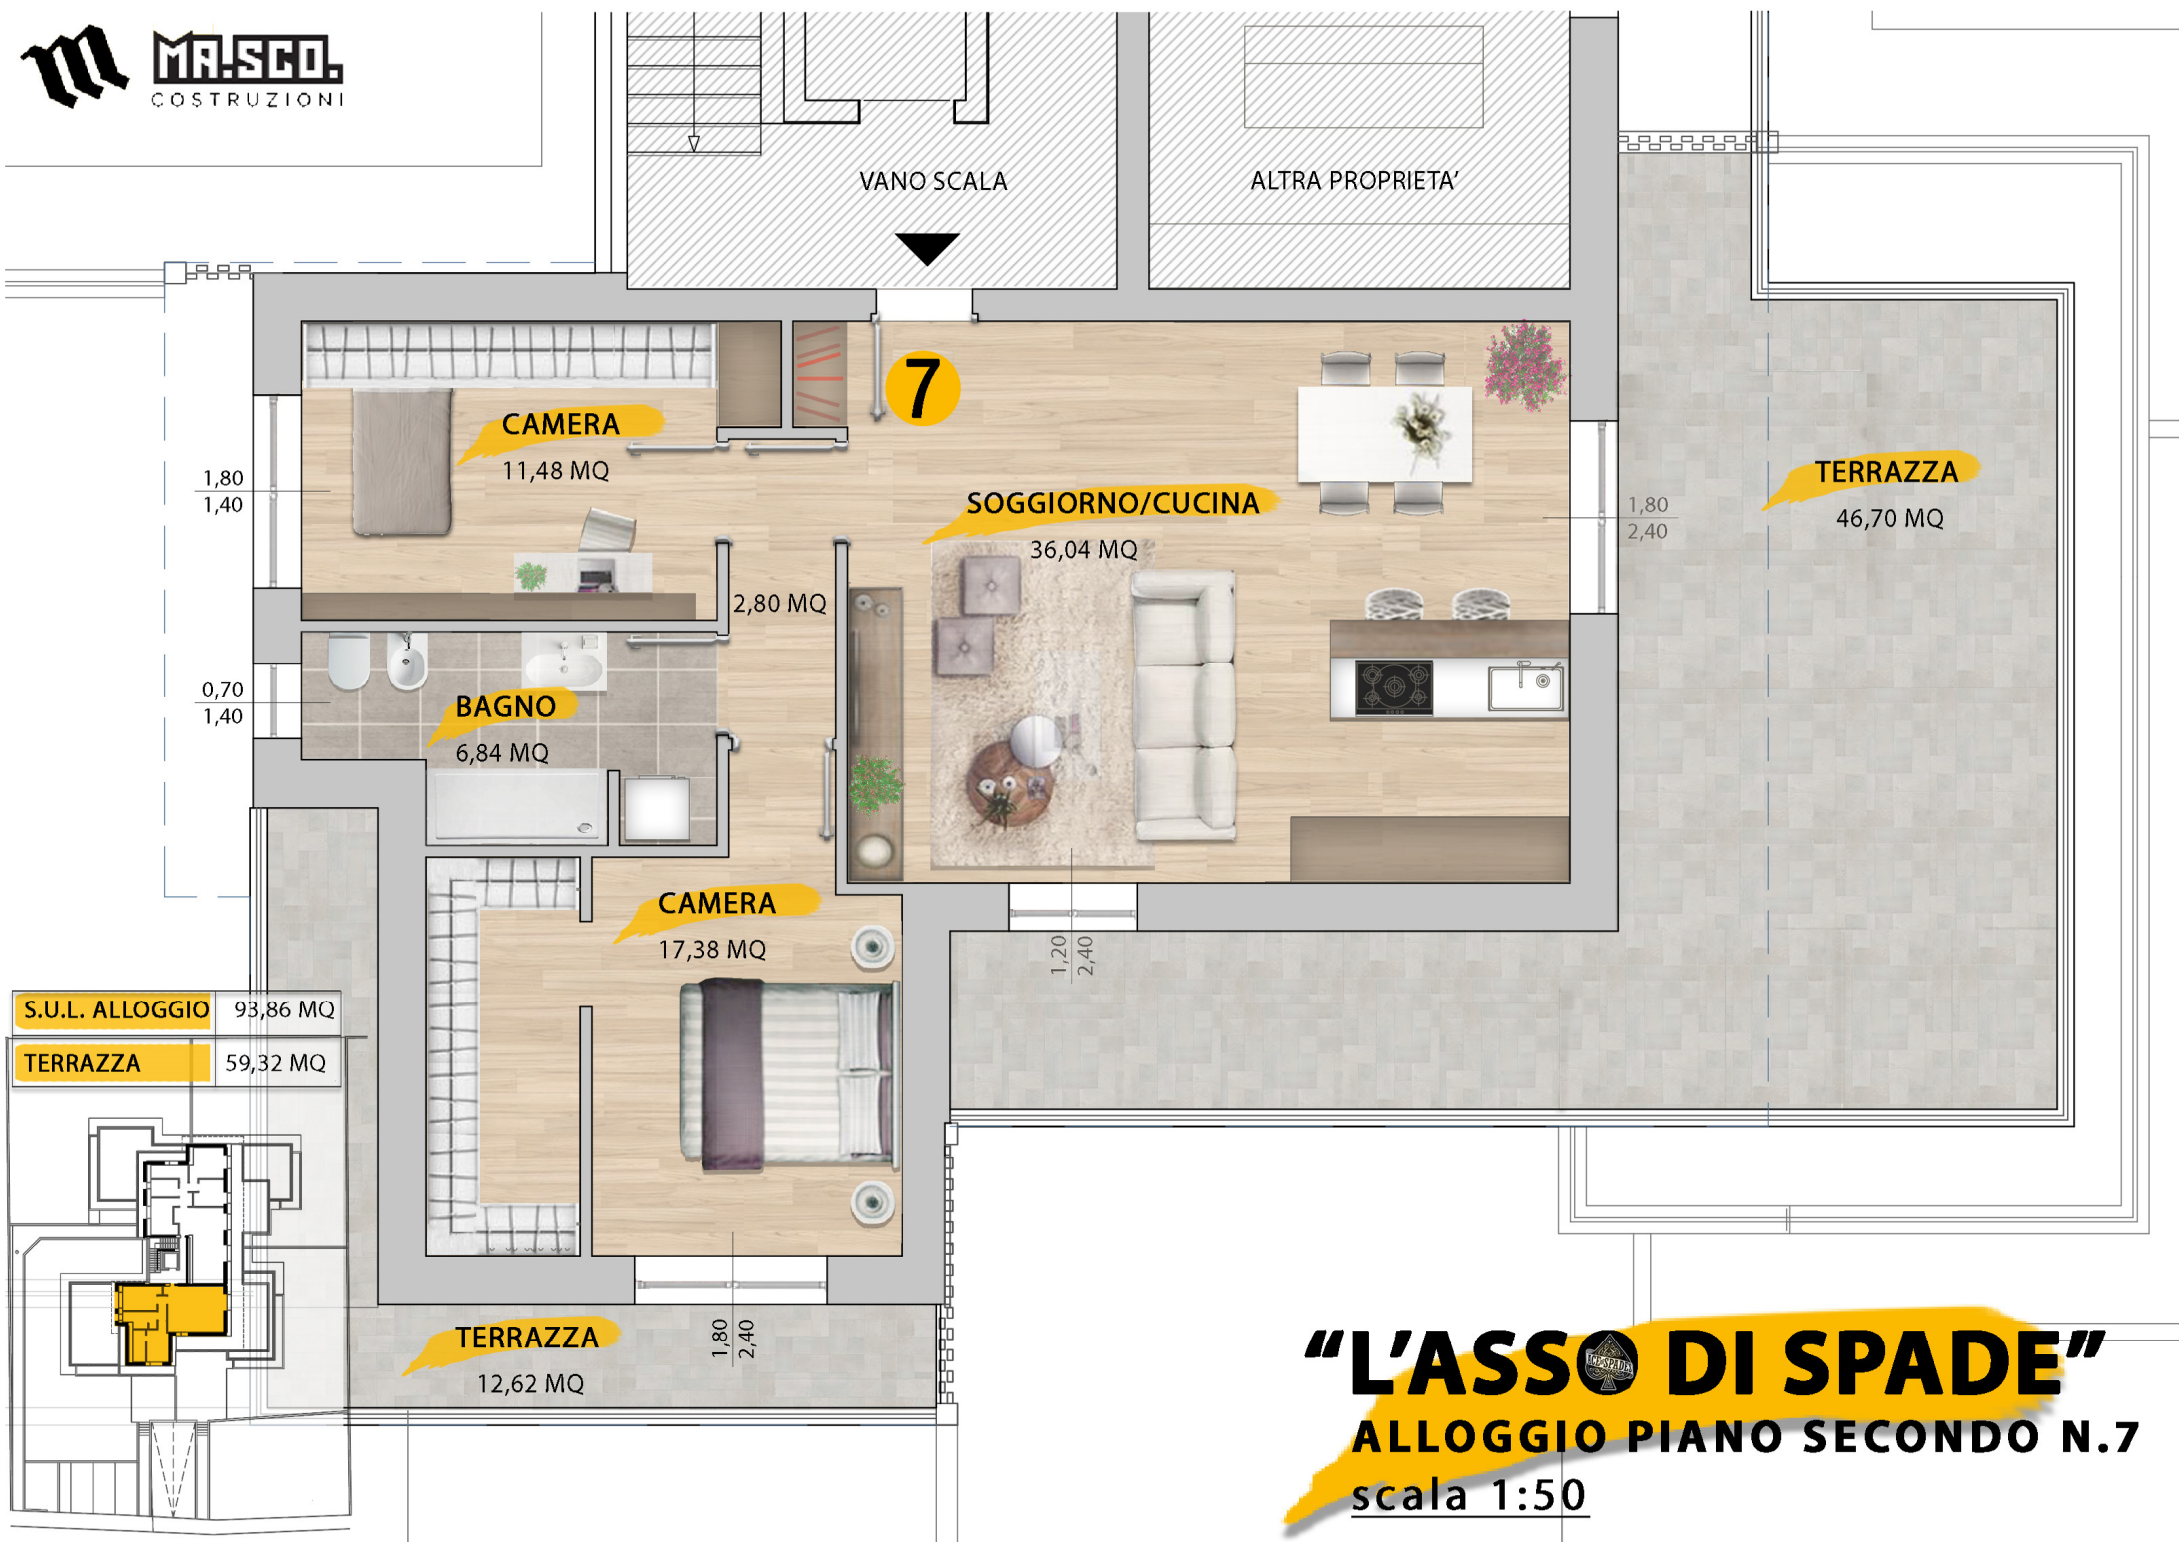 MA.SCO.
COSTRUZIONI
VANO SCALA
ALTRA PROPRIETA'
7
CAMERA
11,48 MQ
1,80
1,40
SOGGIORNO/CUCINA
36,04 MQ
1,80
2,40
TERRAZZA
46,70 MQ
2,80 MQ
0,70
1,40
BAGNO
6,84 MQ
CAMERA
17,38 MQ
1,20
2,40
S.U.L. ALLOGGIO 93,86 MQ
TERRAZZA 59,32 MQ
TERRAZZA
12,62 MQ
1,80
2,40
"L'ASSO DI SPADE"
ALLOGGIO PIANO SECONDO N.7
scala 1:50